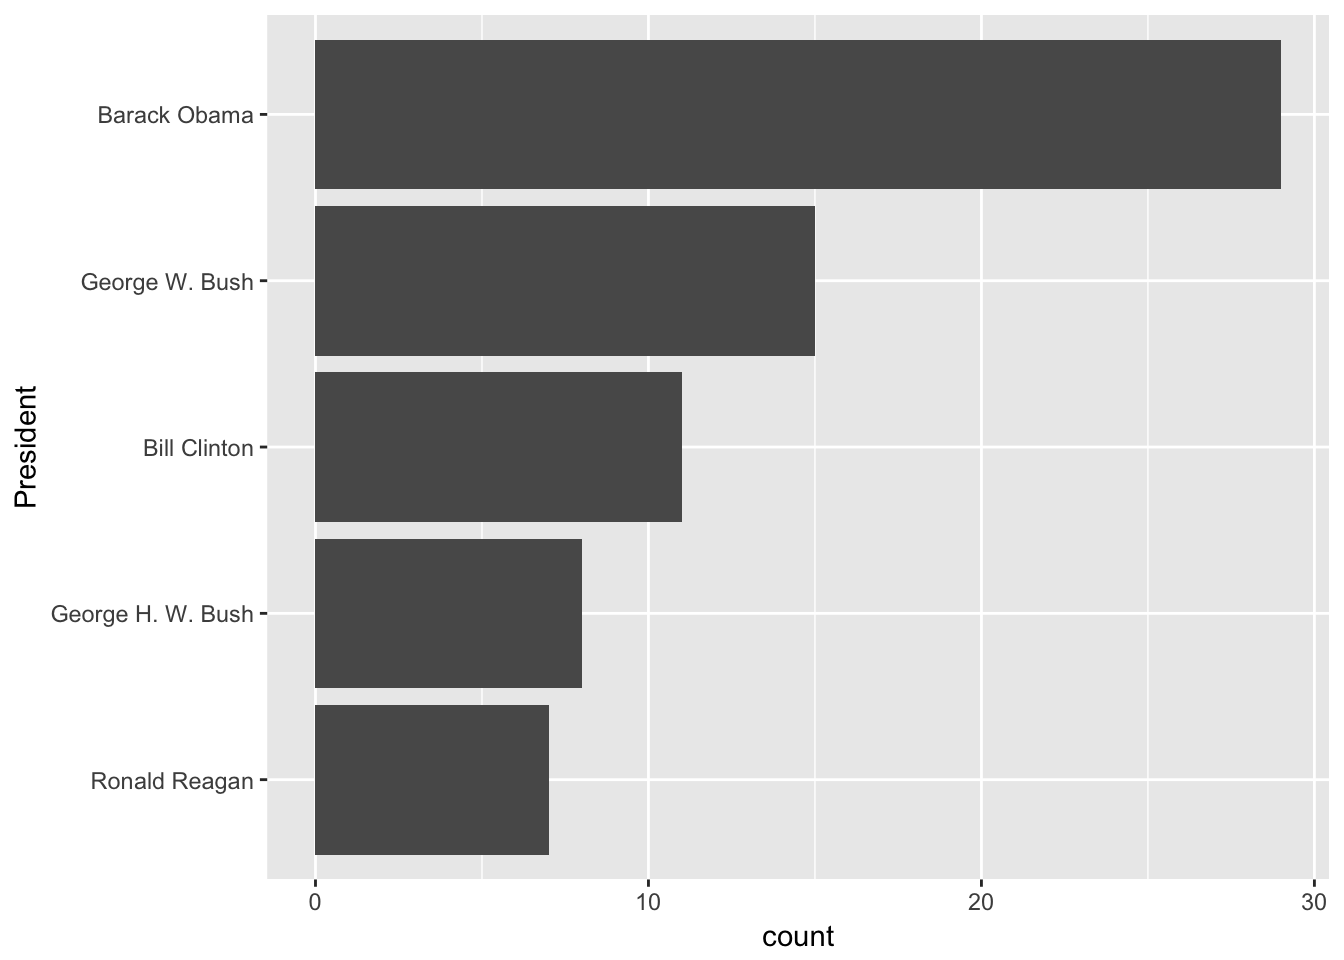 Barack Obama
George W. Bush
Bill Clinton
George H. W. Bush
Ronald Reagan
President
0 10 20 30
count